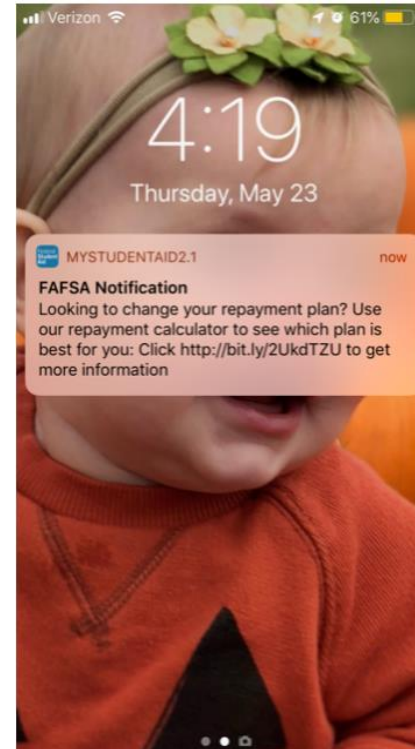 Verizon 61%
4:19
Thursday, May 23
MYSTUDENTAID2.1 now
FAFSA Notification
Looking to change your repayment plan? Use
our repayment calculator to see which plan is
best for you: Click http://bit.ly/2UkdTZU to get
more information